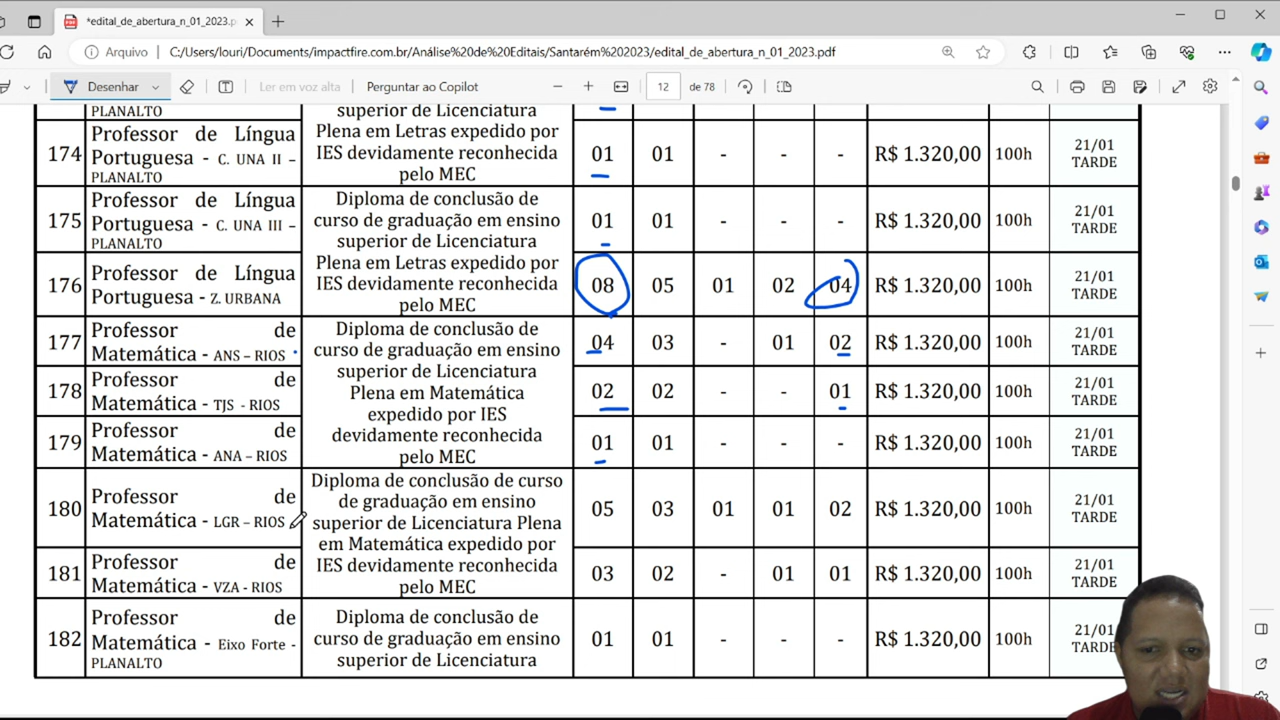 *edital_de_abertura_n_01_2023.p
Arquivo C:/Users/louri/Documents/impactfire.com.br/Análise%20de%20Editais/Santarém%202023/edital_de_abertura_n_01_2023.pdf
Desenhar Ler em voz alta Perguntar ao Copilot 12 de 78
PLANALTO
superior de Licenciatura
Plena em Letras expedido por
IES devidamente reconhecida
pelo MEC
174 Professor de Língua
Portuguesa - C. UNA II –
PLANALTO
01 01 - - - R$ 1.320,00 100h 21/01
TARDE
175 Professor de Língua
Portuguesa - C. UNA III –
PLANALTO
Diploma de conclusão de
curso de graduação em ensino
superior de Licenciatura
Plena em Letras expedido por
IES devidamente reconhecida
pelo MEC
01 01 - - - R$ 1.320,00 100h 21/01
TARDE
176 Professor de Língua
Portuguesa - Z. URBANA
08 05 01 02 04 R$ 1.320,00 100h 21/01
TARDE
177 Professor de
Matemática - ANS – RIOS
Diploma de conclusão de
curso de graduação em ensino
superior de Licenciatura
Plena em Matemática
expedido por IES
devidamente reconhecida
pelo MEC
04 03 - 01 02 R$ 1.320,00 100h 21/01
TARDE
178 Professor de
Matemática - TJS - RIOS
02 02 - - 01 R$ 1.320,00 100h 21/01
TARDE
179 Professor de
Matemática - ANA – RIOS
01 01 - - - R$ 1.320,00 100h 21/01
TARDE
180 Professor de
Matemática - LGR – RIOS
Diploma de conclusão de curso
de graduação em ensino
superior de Licenciatura Plena
em Matemática expedido por
IES devidamente reconhecida
pelo MEC
05 03 01 01 02 R$ 1.320,00 100h 21/01
TARDE
181 Professor de
Matemática - VZA - RIOS
03 02 - 01 01 R$ 1.320,00 100h 21/01
TARDE
182 Professor de
Matemática - Eixo Forte -
PLANALTO
Diploma de conclusão de
curso de graduação em ensino
superior de Licenciatura
01 01 - - - R$ 1.320,00 100h 21/01
TARDE